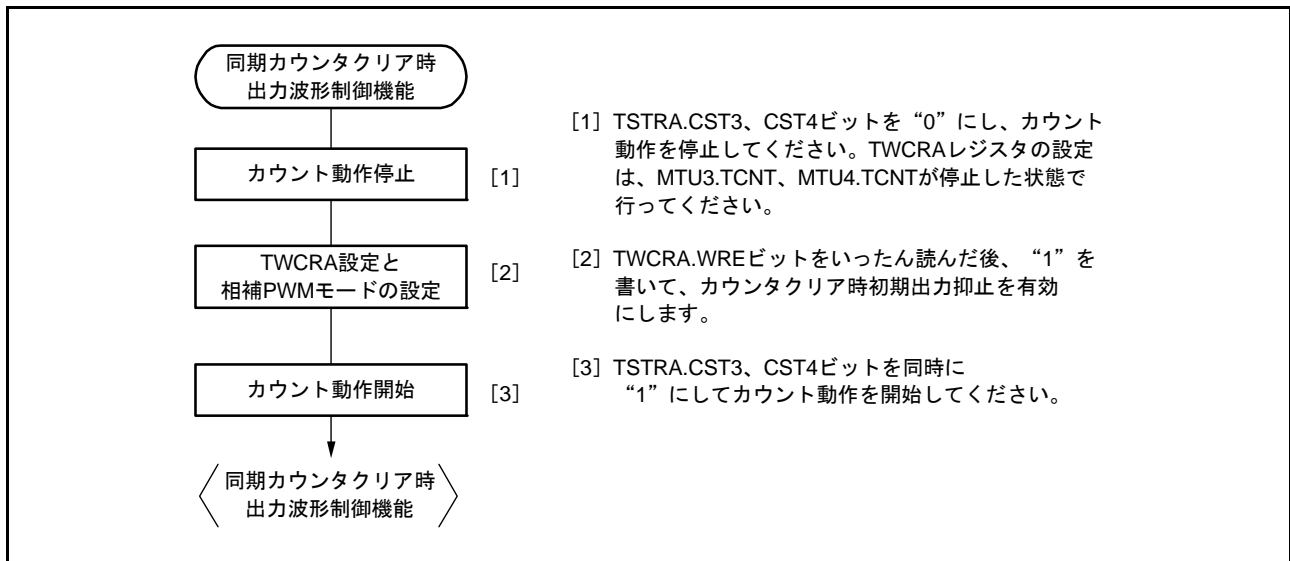 同期カウンタクリア時
出力波形制御機能
カウント動作停止
[1]
[1] TSTRA.CST3、CST4ビットを“0”にし、カウント
動作を停止してください。TWCRAレジスタの設定
は、MTU3.TCNT、MTU4.TCNTが停止した状態で
行ってください。
TWCRA設定と
相補PWMモードの設定
[2]
[2] TWCRA.WREビットをいったん読んだ後、“1”を
書いて、カウンタクリア時初期出力抑止を有効
にします。
カウント動作開始
[3]
[3] TSTRA.CST3、CST4ビットを同時に
“1”にしてカウント動作を開始してください。
同期カウンタクリア時
出力波形制御機能